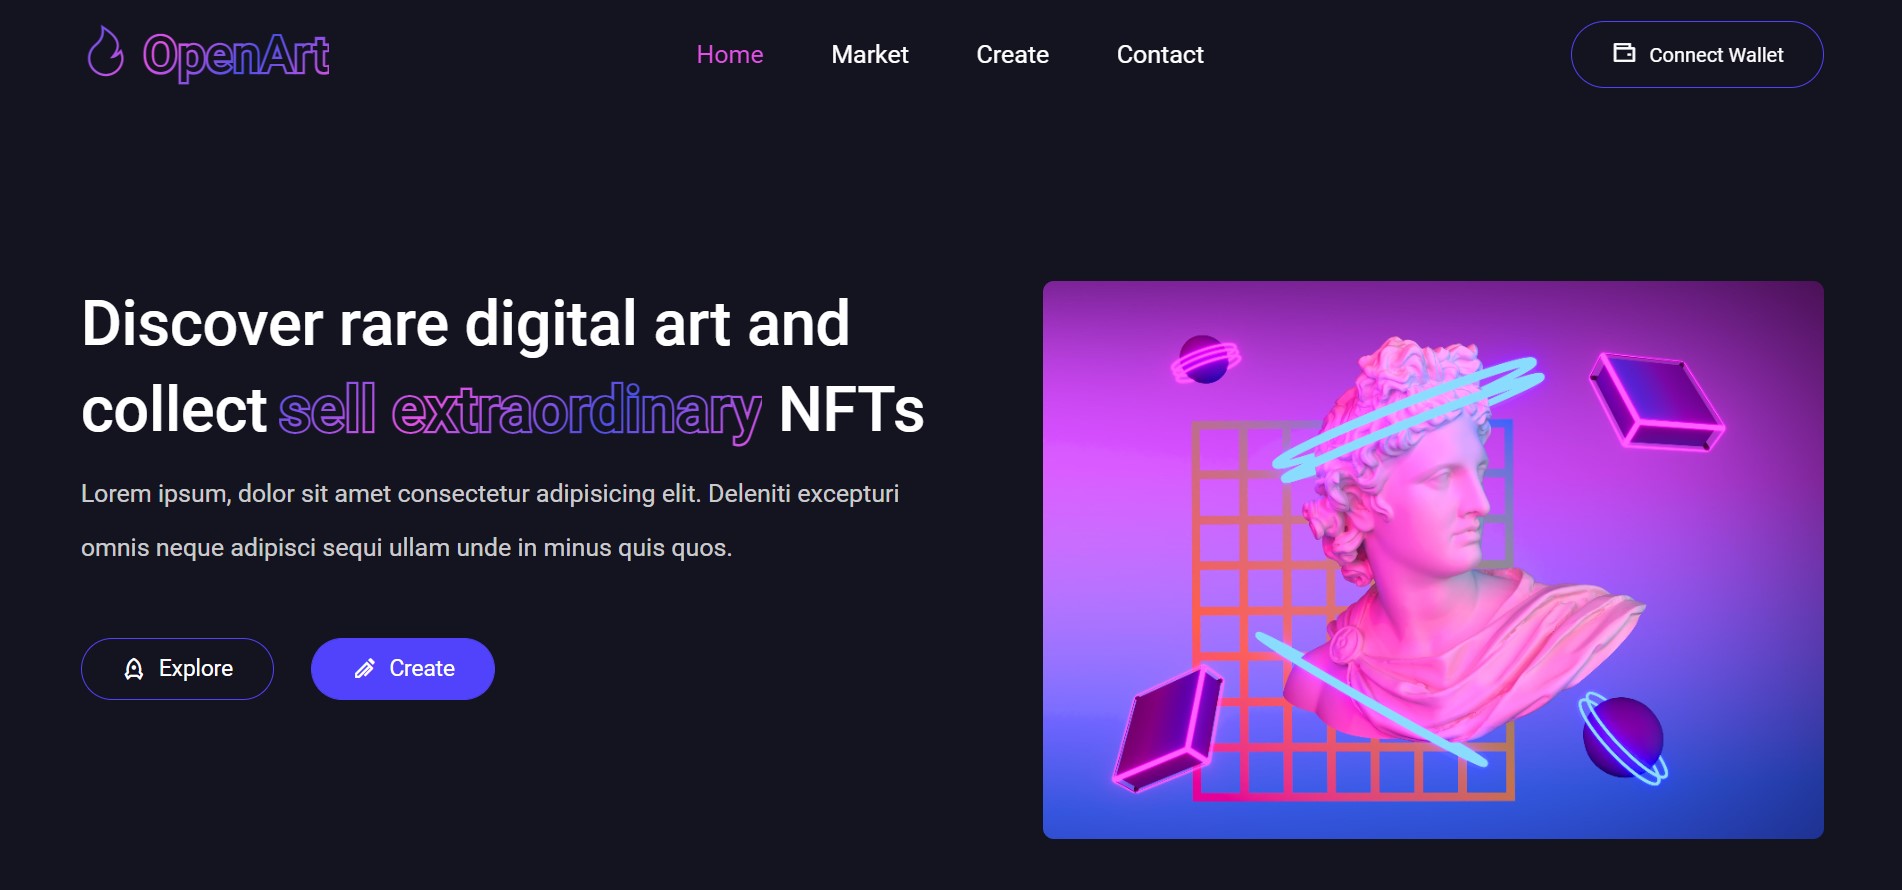 OpenArt
Home
Market
Create
Contact
Connect Wallet
Discover rare digital art and
collect sell extraordinary NFTs
Lorem ipsum, dolor sit amet consectetur adipisicing elit. Deleniti excepturi
omnis neque adipisci sequi ullam unde in minus quis quos.
Explore
Create